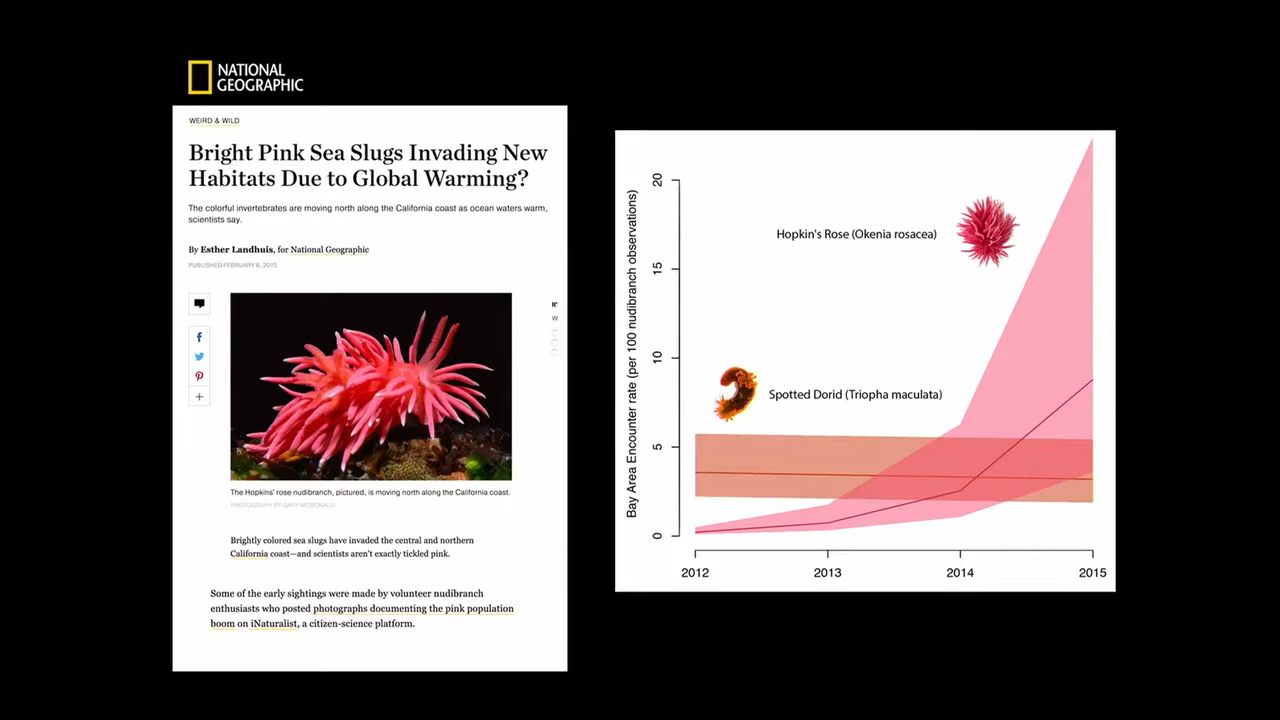 NATIONAL
GEOGRAPHIC
WEIRD & WILD
Bright Pink Sea Slugs Invading New
Habitats Due to Global Warming?
The colorful invertebrates are moving north along the California coast as ocean waters warm,
scientists say.
By Esther Landhuis, for National Geographic
PUBLISHED FEBRUARY 6, 2015
The Hopkins' rose nudibranch, pictured, is moving north along the California coast.
PHOTOGRAPH BY GARY MCDONALD
Brightly colored sea slugs have invaded the central and northern
California coast—and scientists aren't exactly tickled pink.
Some of the early sightings were made by volunteer nudibranch
enthusiasts who posted photographs documenting the pink population
boom on iNaturalist, a citizen-science platform.
Bay Area Encounter rate (per 100 nudibranch observations)
20
15
10
5
0
Hopkin's Rose (Okenia rosacea)
Spotted Dorid (Triopha maculata)
2012 2013 2014 2015